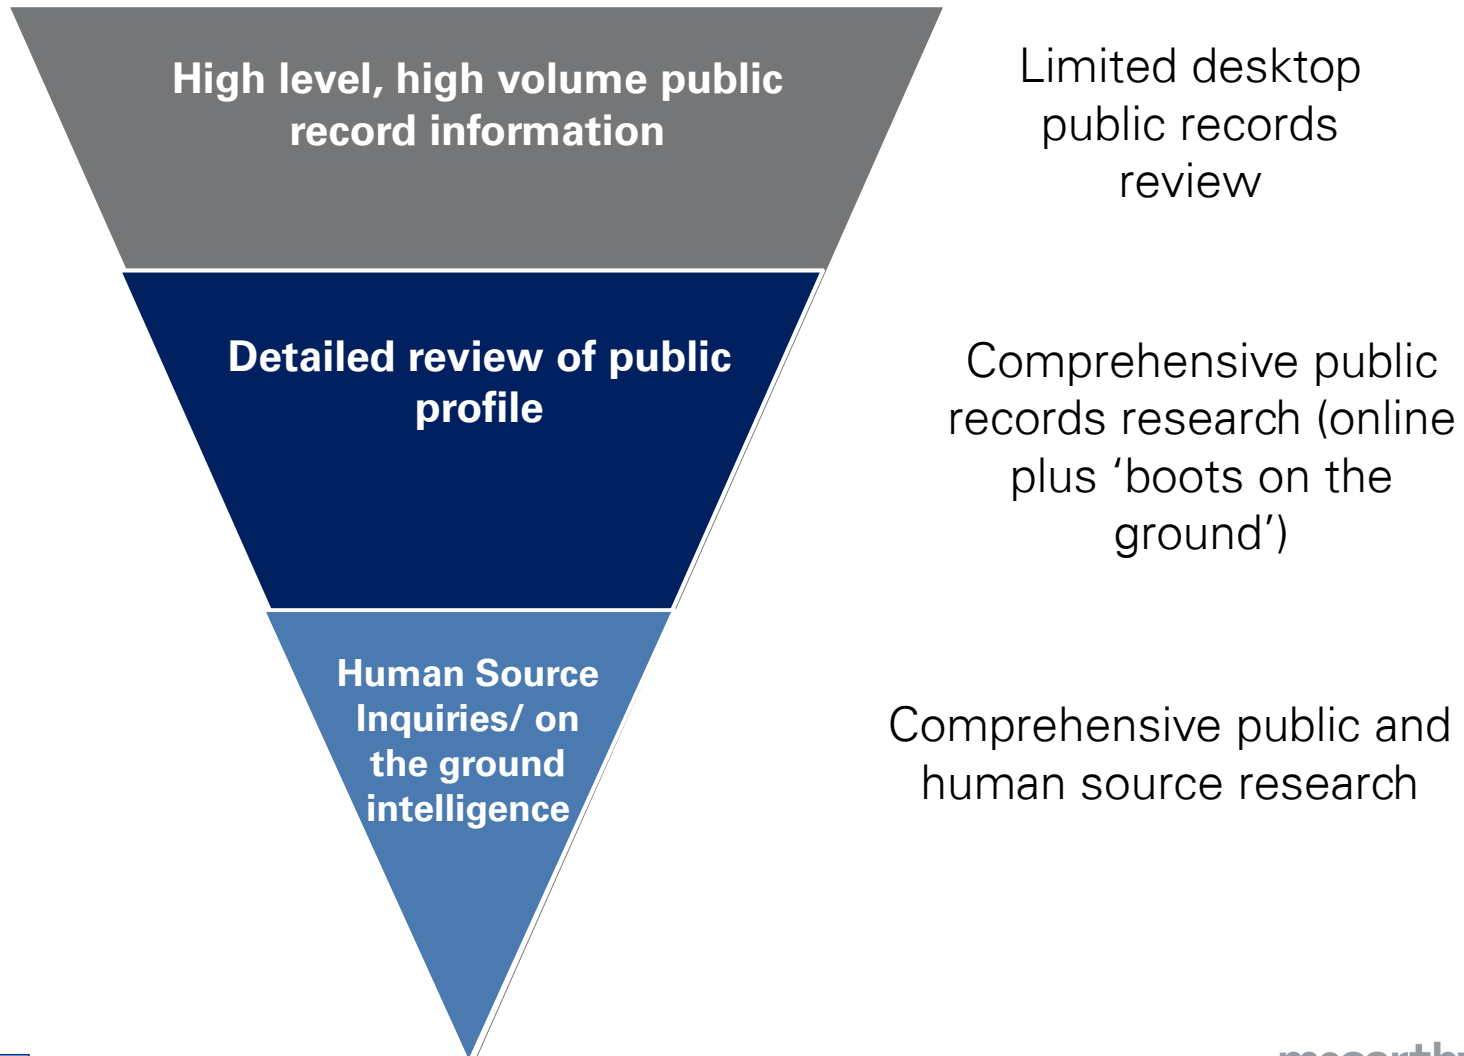 High level, high volume public
record information
Limited desktop
public records
review
Detailed review of public
profile
Comprehensive public
records research (online
plus ‘boots on the
ground’)
Human Source
Inquiries/ on
the ground
intelligence
Comprehensive public and
human source research